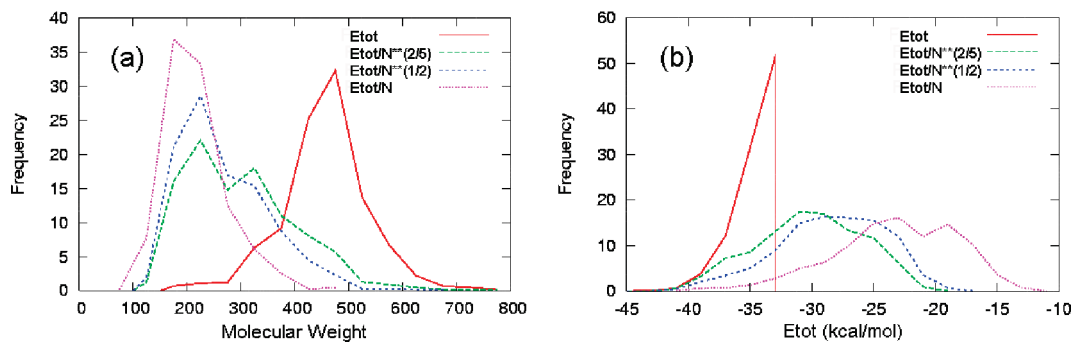 (a)
Etot
Etot/N**(2/5)
Etot/N**(1/2)
Etot/N
Frequency
40
35
30
25
20
15
10
5
0
0 100 200 300 400 500 600 700 800
Molecular Weight
(b)
Etot
Etot/N**(2/5)
Etot/N**(1/2)
Etot/N
Frequency
60
50
40
30
20
10
0
-45 -40 -35 -30 -25 -20 -15 -10
Etot (kcal/mol)